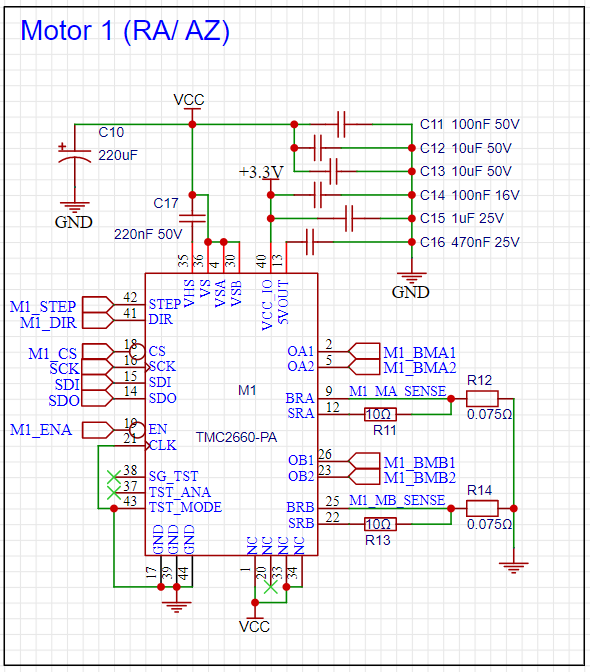 Motor 1 (RA/ AZ)
VCC
C10
220uF
GND
C11 100nF 50V
C12 10uF 50V
C13 10uF 50V
+3.3V
C14 100nF 16V
C17
220nF 50V
C15 1uF 25V
C16 470nF 25V
GND
35 36 4 30 40 13
VHS VS VSA VSB VCC_IO 5VOUT
M1_STEP 42 STEP
M1_DIR 41 DIR
M1_CS 18 CS
SCK 16 SCK
SDI 15 SDI
SDO 14 SDO
M1_ENA 19 EN
21 CLK
38 SG_TST
37 TST_ANA
43 TST_MODE
M1
TMC2660-PA
OA1 2 M1_BMA1
OA2 5 M1_BMA2
BRA 9 M1_MA_SENSE
SRA 12 10Ω
R11
R12
0.075Ω
OB1 26 M1_BMB1
OB2 23 M1_BMB2
BRB 25 M1_MB_SENSE
SRB 22 10Ω
R13
R14
0.075Ω
GND GND GND NC NC NC NC
17 39 44 1 20 33 34
VCC